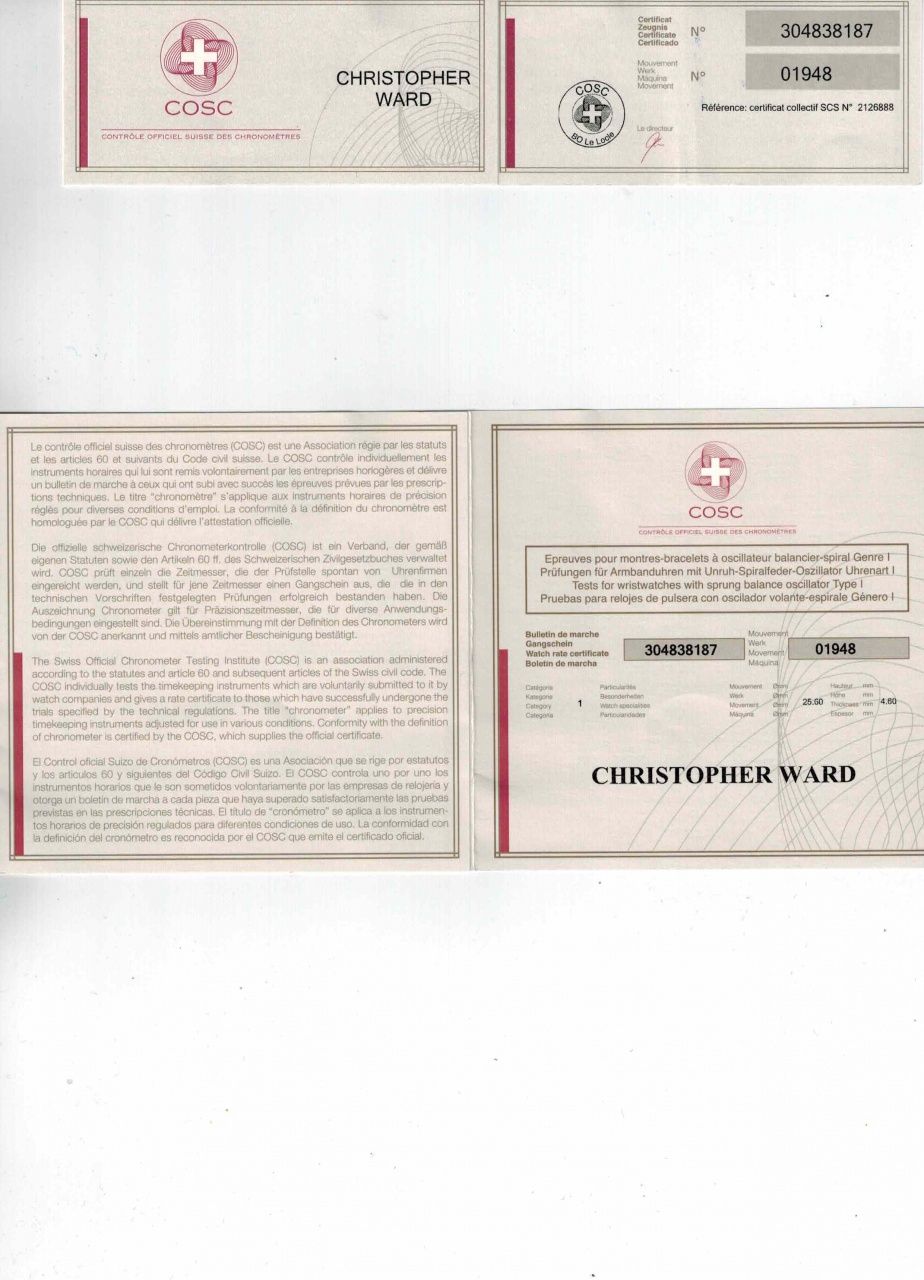 COSC
CONTRÔLE OFFICIEL SUISSE DES CHRONOMÈTRES
CHRISTOPHER
WARD
Certificat
Zeugnis
Certificate
Certificado
N°
304838187
Mouvement
Werk
Máquina
Movement
N°
01948
Référence: certificat collectif SCS N° 2126888
COSC
BO Le Locle
Le directeur
Le contrôle officiel suisse des chronomètres (COSC) est une Association régie par les statuts
et les articles 60 et suivants du Code civil suisse. Le COSC contrôle individuellement les
instruments horaires qui lui sont remis volontairement par les entreprises horlogères et délivre
un bulletin de marche à ceux qui ont subi avec succès les épreuves prévues par les prescrip-
tions techniques. Le titre "chronomètre" s'applique aux instruments horaires de précision
réglés pour diverses conditions d'emploi. La conformité à la définition du chronomètre est
homologuée par le COSC qui délivre l'attestation officielle.
Die offizielle schweizerische Chronometerkontrolle (COSC) ist ein Verband, der gemäß
eigenen Statuten sowie den Artikeln 60 ff. des Schweizerischen Zivilgesetzbuches verwaltet
wird. COSC prüft einzeln die Zeitmesser, die der Prüfstelle spontan von Uhrenfirmen
eingereicht werden, und stellt für jene Zeitmesser einen Gangschein aus, die die in den
technischen Vorschriften festgelegten Prüfungen erfolgreich bestanden haben. Die
Auszeichnung Chronometer gilt für Präzisionszeitmesser, die für diverse Anwendungs-
bedingungen eingestellt sind. Die Übereinstimmung mit der Definition des Chronometers wird
von der COSC anerkannt und mittels amtlicher Bescheinigung bestätigt.
The Swiss Official Chronometer Testing Institute (COSC) is an association administered
according to the statutes and article 60 and subsequent articles of the Swiss civil code. The
COSC individually tests the timekeeping instruments which are voluntarily submitted to it by
watch companies and gives a rate certificate to those which have successfully undergone the
trials specified by the technical regulations. The title "chronometer" applies to precision
timekeeping instruments adjusted for use in various conditions. Conformity with the definition
of chronometer is certified by the COSC, which supplies the official certificate.
El Control oficial Suizo de Cronómetros (COSC) es una Asociación que se rige por estatutos
y los articulos 60 y siguientes del Código Civil Suizo. El COSC controla uno por uno los
instrumentos horarios que le son sometidos voluntariamente por las empresas de relojería y
otorga un boletin de marcha a cada pieza que haya superado satisfactoriamente las pruebas
previstas en las prescripciones técnicas. El título de "cronómetro" se aplica a los instrumen-
tos horarios de precisión regulados para diferentes condiciones de uso. La conformidad con
la definición del cronómetro es reconocida por el COSC que emite el certificado oficial.
COSC
CONTRÔLE OFFICIEL SUISSE DES CHRONOMÈTRES
Epreuves pour montres-bracelets à oscillateur balancier-spiral Genre I
Prüfungen für Armbanduhren mit Unruh-Spiralfeder-Oszillator Uhrenart I
Tests for wristwatches with sprung balance oscillator Type I
Pruebas para relojes de pulsera con oscilador volante-espirale Género I
Bulletin de marche
Gangschein
Watch rate certificate
Boletin de marcha
304838187
Mouvement
Werk
Movement
Máquina
01948
Catégorie
Kategorie
Category
Categoria
1
Particularités
Besonderheiten
Watch specialities
Particularidades
Mouvement Ø mm
Werk Ø mm
Movement Ø mm
Máquina Ø mm
25.60
Hauteur mm
Höhe mm
Thickness mm
Espesor mm
4.60
CHRISTOPHER WARD